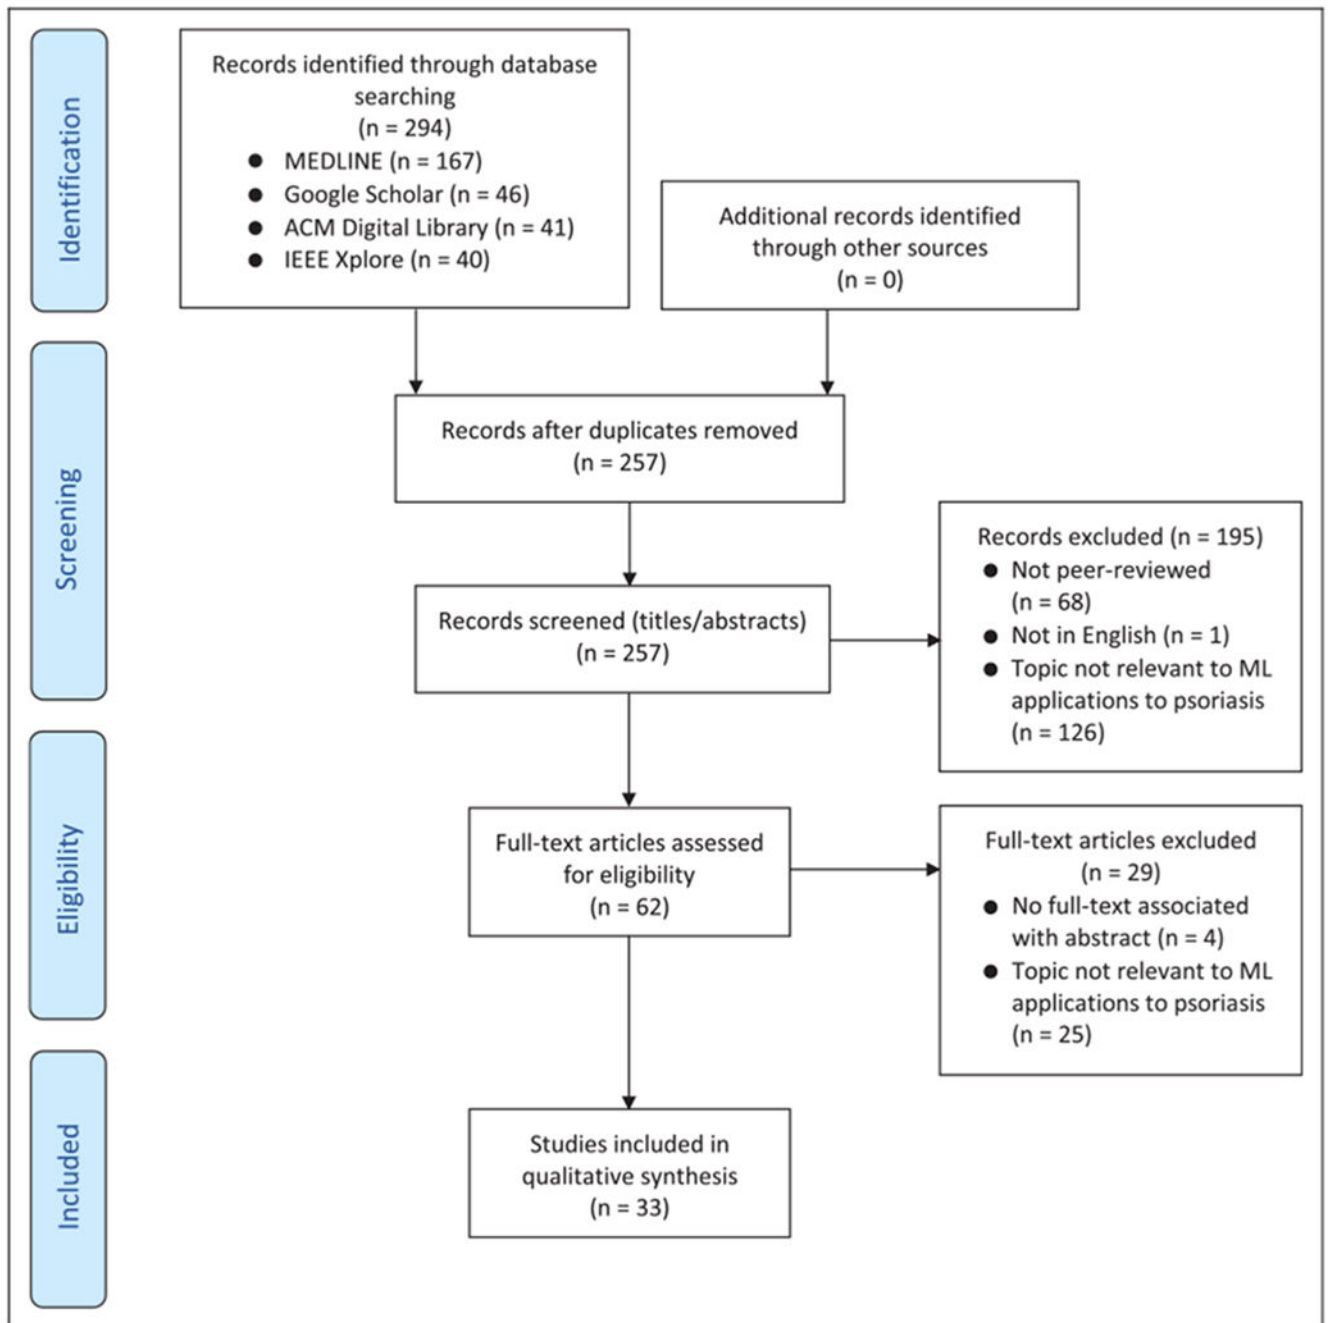 Identification
Records identified through database
searching
(n = 294)
● MEDLINE (n = 167)
● Google Scholar (n = 46)
● ACM Digital Library (n = 41)
● IEEE Xplore (n = 40)
Additional records identified
through other sources
(n = 0)
Screening
Records after duplicates removed
(n = 257)
Records screened (titles/abstracts)
(n = 257)
Records excluded (n = 195)
● Not peer-reviewed
(n = 68)
● Not in English (n = 1)
● Topic not relevant to ML
applications to psoriasis
(n = 126)
Eligibility
Full-text articles assessed
for eligibility
(n = 62)
Full-text articles excluded
(n = 29)
● No full-text associated
with abstract (n = 4)
● Topic not relevant to ML
applications to psoriasis
(n = 25)
Included
Studies included in
qualitative synthesis
(n = 33)